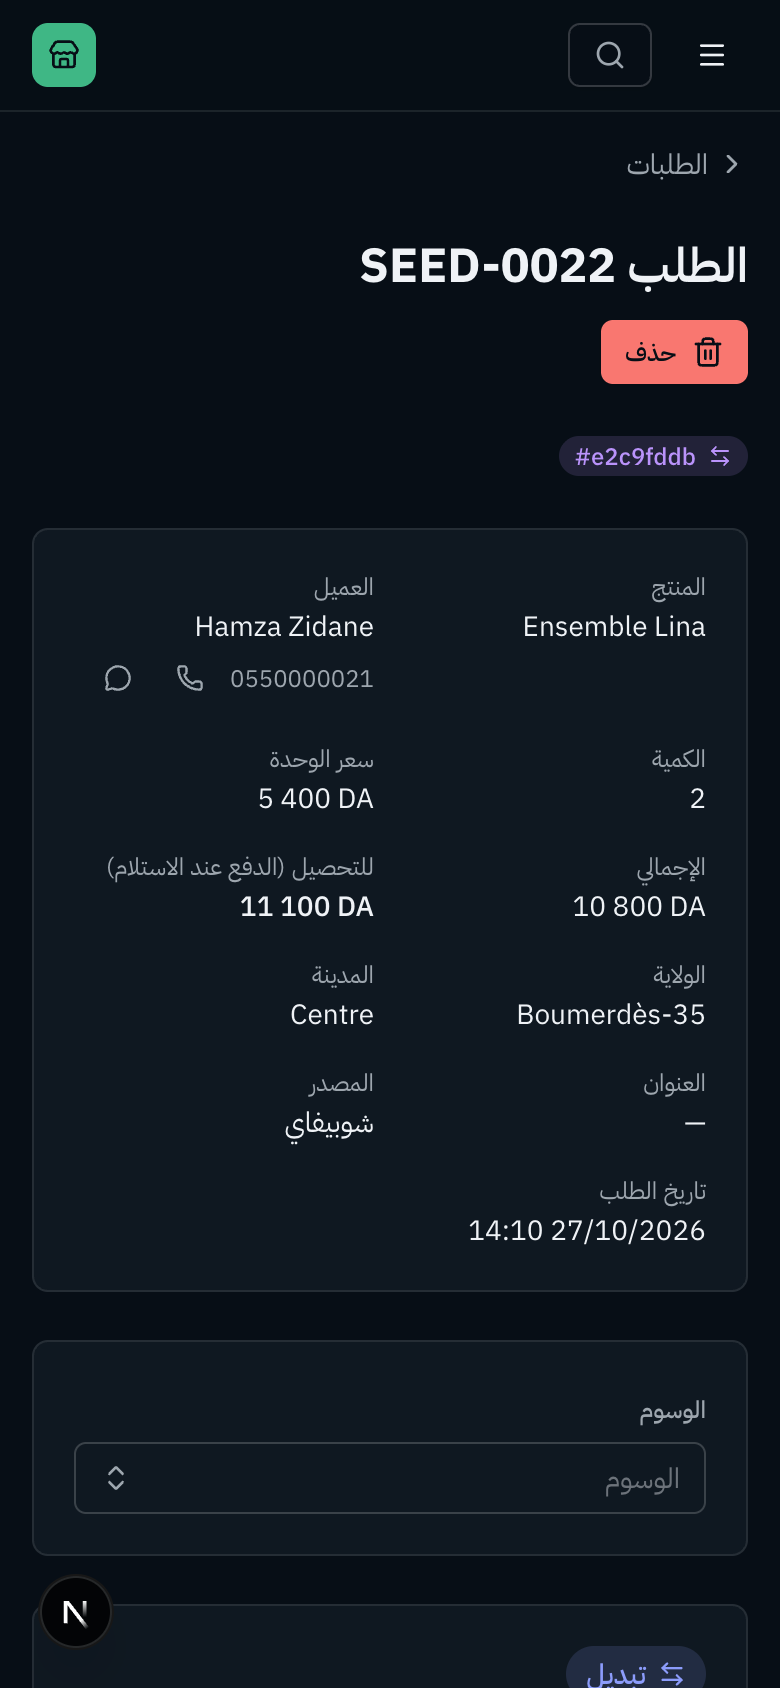 الطلبات
الطلب SEED-0022
حذف
#e2c9fddb
المنتج
Ensemble Lina
العميل
Hamza Zidane
0550000021
الكمية
2
سعر الوحدة
5 400 DA
الإجمالي
10 800 DA
للتحصيل (الدفع عند الاستلام)
11 100 DA
الولاية
Boumerdès-35
المدينة
Centre
العنوان
—
المصدر
شوبيفاي
تاريخ الطلب
14:10 27/10/2026
الوسوم
الوسوم
N
تبديل